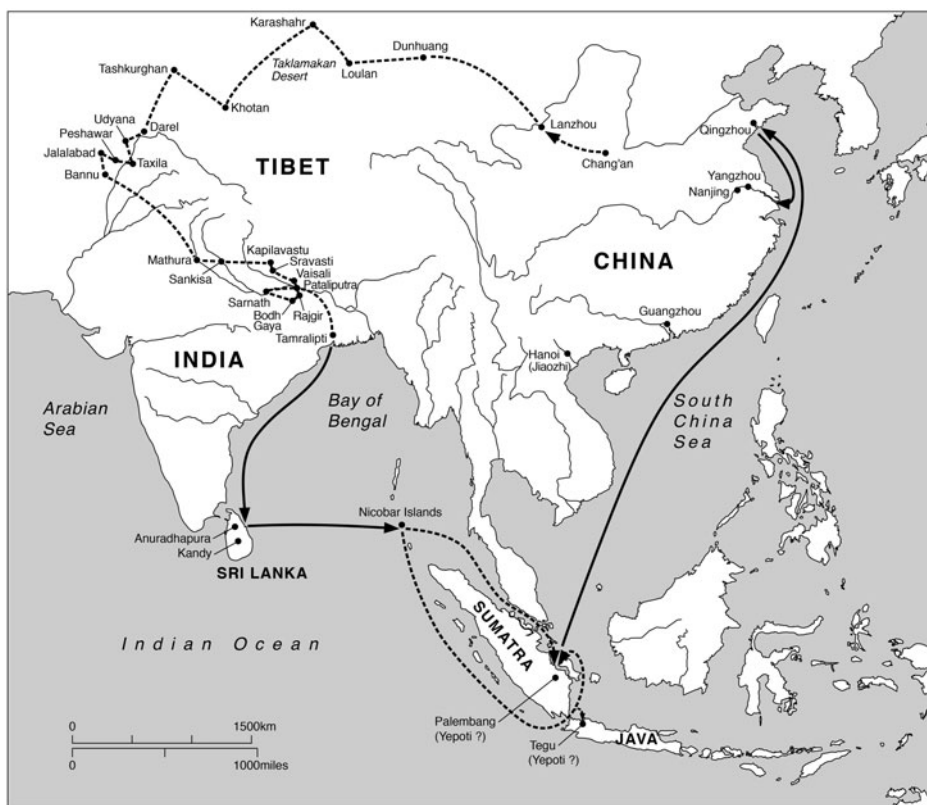 Karashahr
Dunhuang
Tashkurghan
Taklamakan
Desert
Loulan
Khotan
Lanzhou
Qingzhou
Udyana
Darel
Peshawar
Jalalabad
Taxila
Bannu
TIBET
Chang'an
Yangzhou
Nanjing
Kapilavastu
Mathura
Sravasti
Sankisa
Vaisali
Pataliputra
CHINA
Sarnath
Bodh
Gaya
Rajgir
Guangzhou
Tamralipti
INDIA
Hanoi
(Jiaozhi)
Arabian
Sea
Bay of
Bengal
South
China
Sea
Nicobar Islands
Anuradhapura
Kandy
SRI LANKA
SUMATRA
Indian Ocean
Palembang
(Yepoti ?)
Tegu
(Yepoti ?)
JAVA
0 1500km
0 1000miles